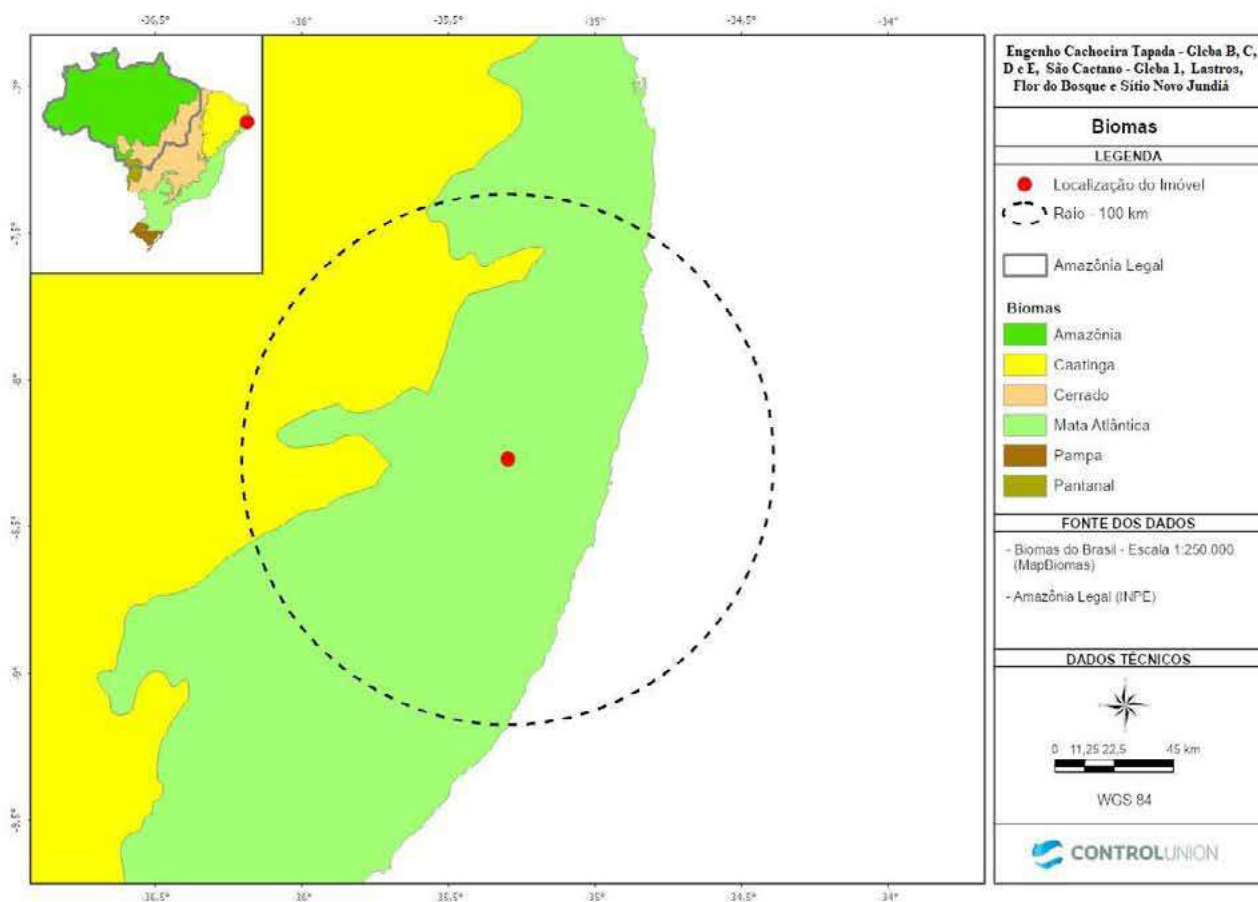 -36,5°
-36°
-35,5°
-35°
-34,5°
-34°
-7°
-7,5°
-8°
-8,5°
-9°
-9,5°
-36,5°
-36°
-35,5°
-35°
-34,5°
-34°
Engenho Cachoeira Tapada - Gleba B, C,
D e E, São Caetano - Gleba 1, Lastros,
Flor do Bosque e Sítio Novo Jundiá
Biomas
LEGENDA
Localização do Imóvel
Raio - 100 km
Amazônia Legal
Biomas
Amazônia
Caatinga
Cerrado
Mata Atlântica
Pampa
Pantanal
FONTE DOS DADOS
- Biomas do Brasil - Escala 1:250.000
(MapBiomas)
- Amazônia Legal (INPE)
DADOS TÉCNICOS
0 11,25 22,5 45 km
WGS 84
CONTROLUNION